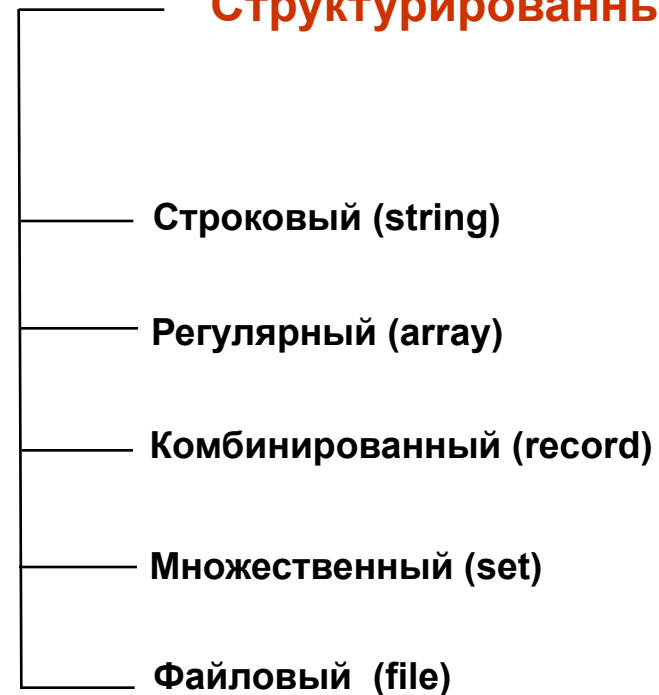 Строковый (string)
Регулярный (array)
Комбинированный (record)
Множественный (set)
Файловый (file)